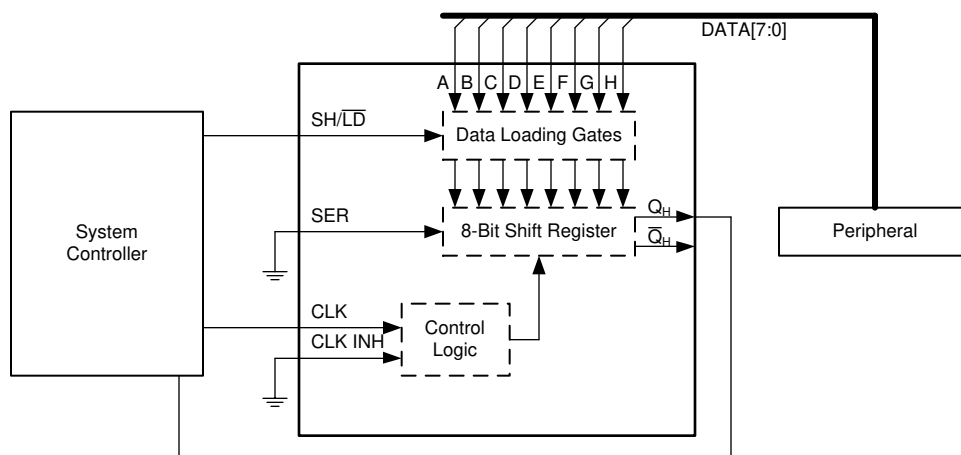 DATA[7:0]
A B C D E F G H
SH/L̅D̅
Data Loading Gates
SER
8-Bit Shift Register
Q_H
Q̅_H
System
Controller
Peripheral
CLK
CLK INH
Control
Logic